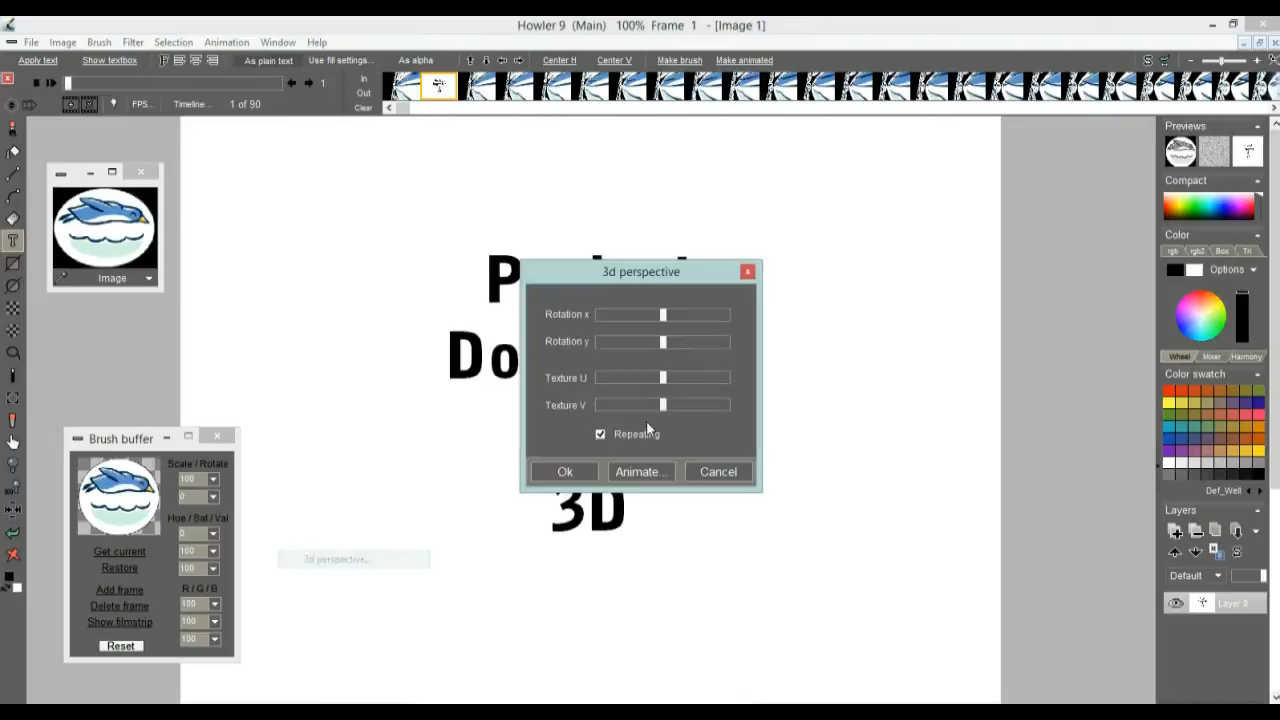 Howler 9 (Main) 100% Frame 1 - [Image 1]
File Image Brush Filter Selection Animation Window Help
Apply text Show textbox As plain text Use fill settings... As alpha Center H Center V Make brush Make animated
1
In
Out
Clear
FPS... Timeline... 1 of 90
Image
P
Do
3D
3d perspective
Rotation x
Rotation y
Texture U
Texture V
Repeating
Ok Animate... Cancel
3d perspective...
Brush buffer
Scale / Rotate
100
0
Hue / Sat / Val
0
100
100
Get current
Restore
R / G / B
Add frame
100
Delete frame
Show filmstrip
100
100
Reset
Previews
Compact
Color
rgb rgb2 Box Tri
Options
Wheel Mixer Harmony
Color swatch
Def_Well
Layers
Default
Layer 0